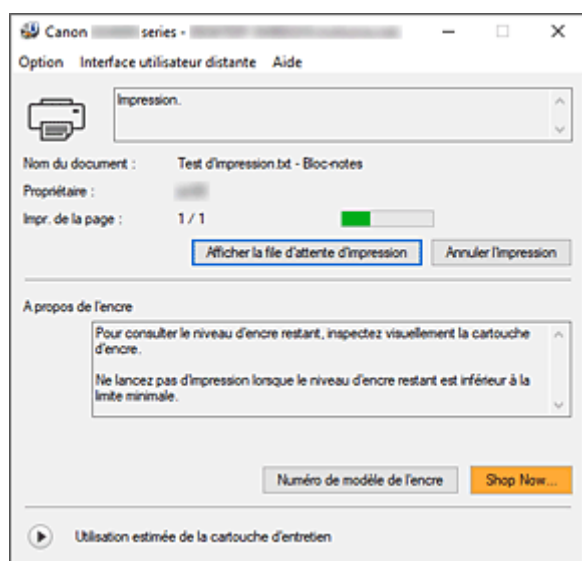 Canon series -
Option Interface utilisateur distante Aide
Impression.
Nom du document : Test d'impression.txt - Bloc-notes
Propriétaire :
Impr. de la page : 1 / 1
Afficher la file d'attente d'impression Annuler l'impression
A propos de l'encre
Pour consulter le niveau d'encre restant, inspectez visuellement la cartouche
d'encre.
Ne lancez pas d'impression lorsque le niveau d'encre restant est inférieur à la
limite minimale.
Numéro de modèle de l'encre Shop Now...
Utilisation estimée de la cartouche d'entretien